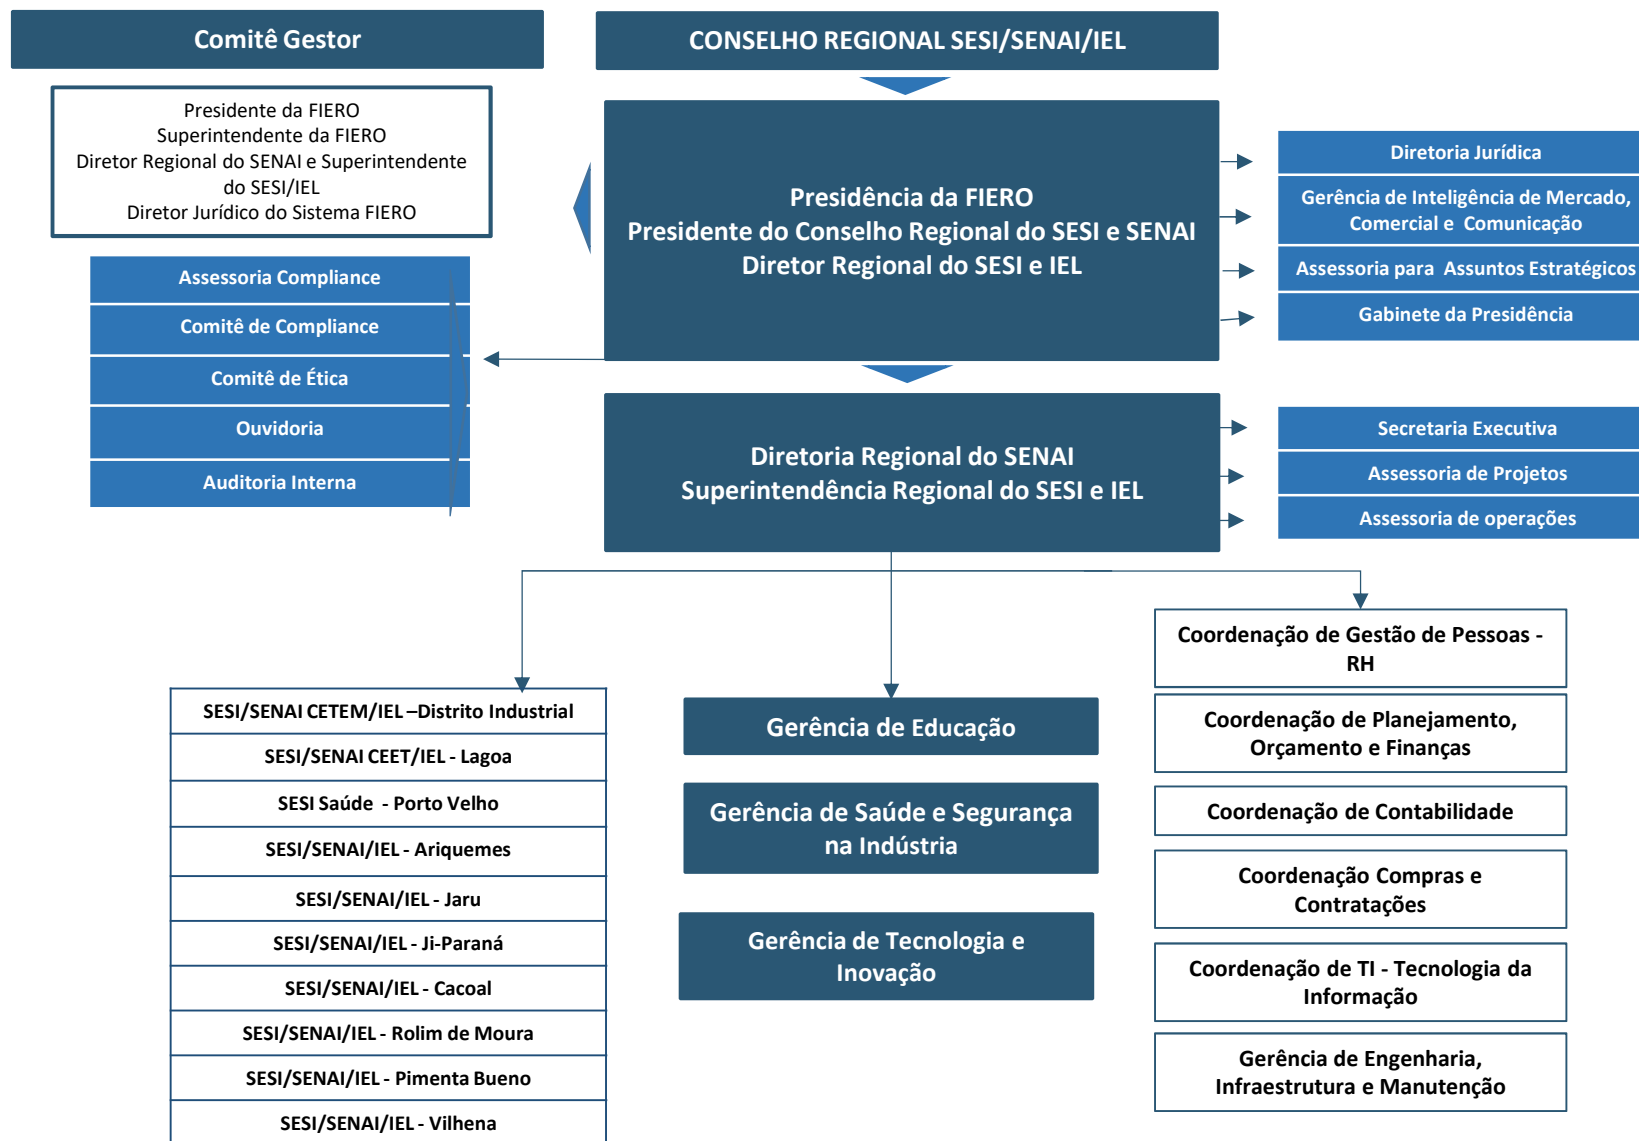 Comitê Gestor
CONSELHO REGIONAL SESI/SENAI/IEL
Presidente da FIERO
Superintendente da FIERO
Diretor Regional do SENAI e Superintendente
do SESI/IEL
Diretor Jurídico do Sistema FIERO
Assessoria Compliance
Comitê de Compliance
Comitê de Ética
Ouvidoria
Auditoria Interna
Presidência da FIERO
Presidente do Conselho Regional do SESI e SENAI
Diretor Regional do SESI e IEL
Diretoria Jurídica
Gerência de Inteligência de Mercado,
Comercial e Comunicação
Assessoria para Assuntos Estratégicos
Gabinete da Presidência
Diretoria Regional do SENAI
Superintendência Regional do SESI e IEL
Secretaria Executiva
Assessoria de Projetos
Assessoria de operações
SESI/SENAI CETEM/IEL –Distrito Industrial
SESI/SENAI CEET/IEL - Lagoa
SESI Saúde - Porto Velho
SESI/SENAI/IEL - Ariquemes
SESI/SENAI/IEL - Jaru
SESI/SENAI/IEL - Ji-Paraná
SESI/SENAI/IEL - Cacoal
SESI/SENAI/IEL - Rolim de Moura
SESI/SENAI/IEL - Pimenta Bueno
SESI/SENAI/IEL - Vilhena
Gerência de Educação
Gerência de Saúde e Segurança
na Indústria
Gerência de Tecnologia e
Inovação
Coordenação de Gestão de Pessoas -
RH
Coordenação de Planejamento,
Orçamento e Finanças
Coordenação de Contabilidade
Coordenação Compras e
Contratações
Coordenação de TI - Tecnologia da
Informação
Gerência de Engenharia,
Infraestrutura e Manutenção